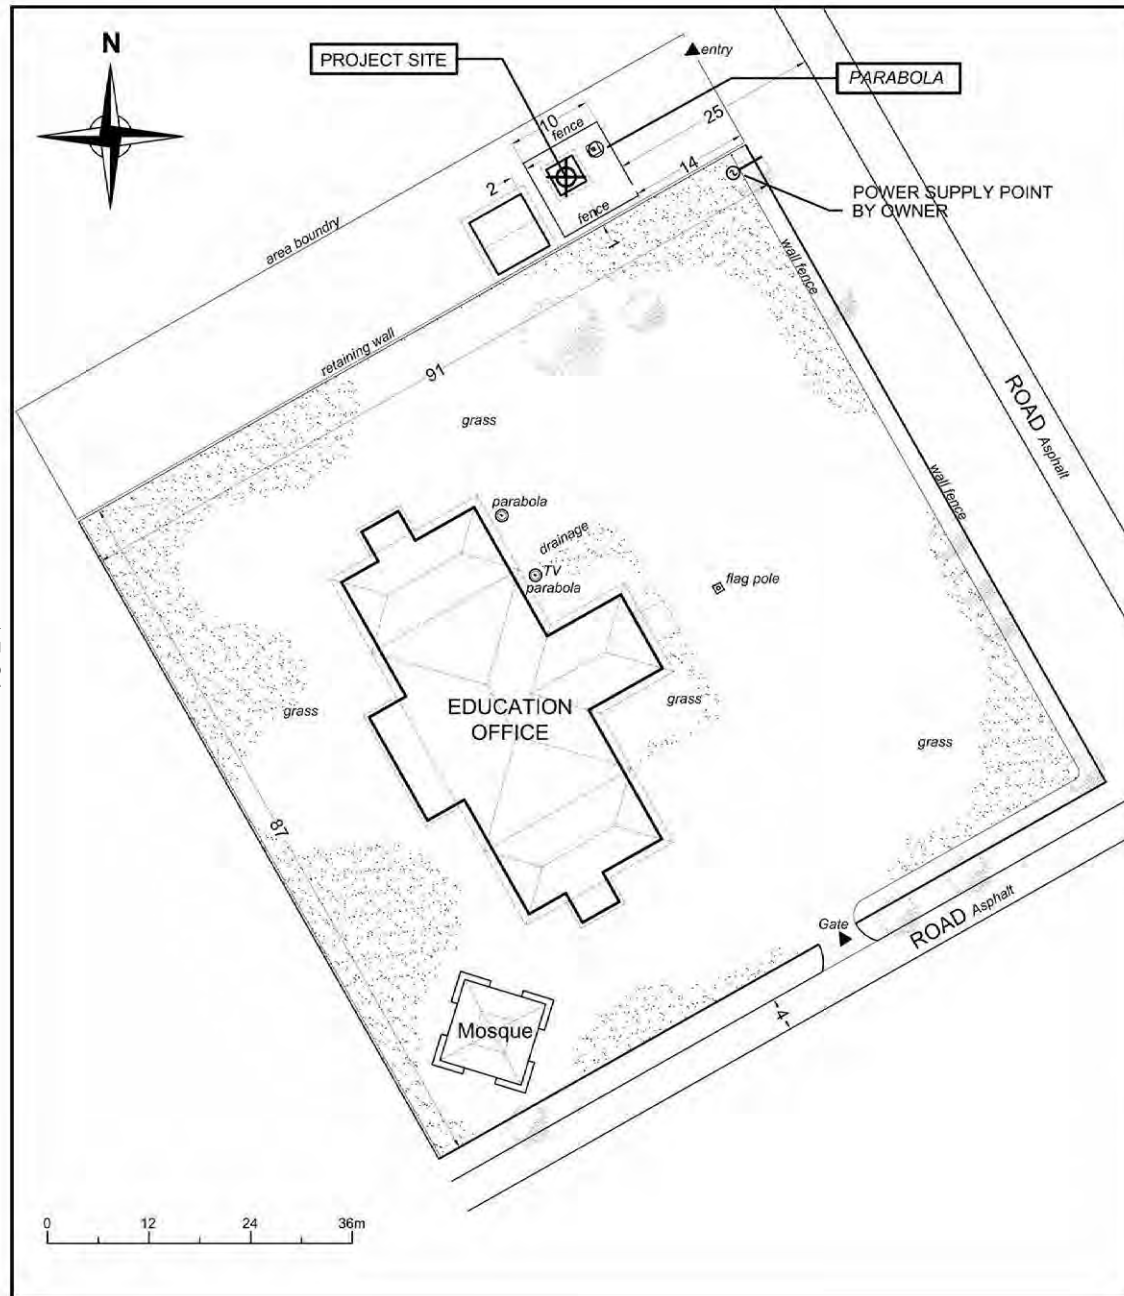 N
PROJECT SITE
entry
PARABOLA
10
fence
25
14
2
fence
1
POWER SUPPLY POINT
BY OWNER
area boundry
wall fence
retaining wall
91
ROAD Asphalt
grass
wall fence
parabola
drainage
TV
parabola
flag pole
EDUCATION
OFFICE
grass
grass
grass
87
Gate
ROAD Asphalt
4
Mosque
0 12 24 36m